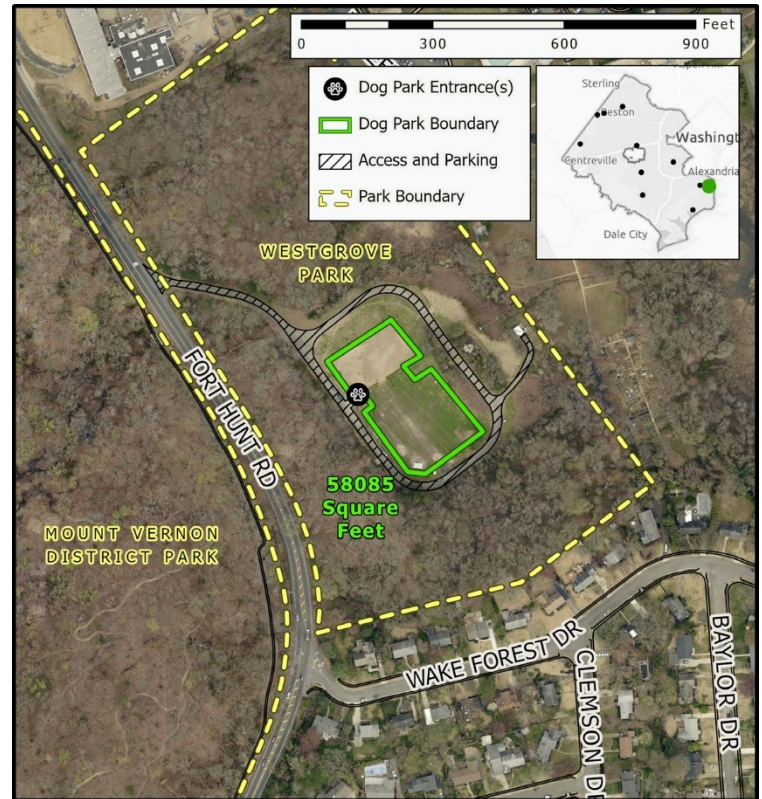 Feet
0 300 600 900
Dog Park Entrance(s)
Dog Park Boundary
Access and Parking
Park Boundary
Sterling
Reston
Washingt
Centreville
Alexandria
Dale City
WESTGROVE
PARK
FORT HUNT RD
58085
Square
Feet
MOUNT VERNON
DISTRICT PARK
WAKE FOREST DR
CLEMSON D
BAYLOR DR